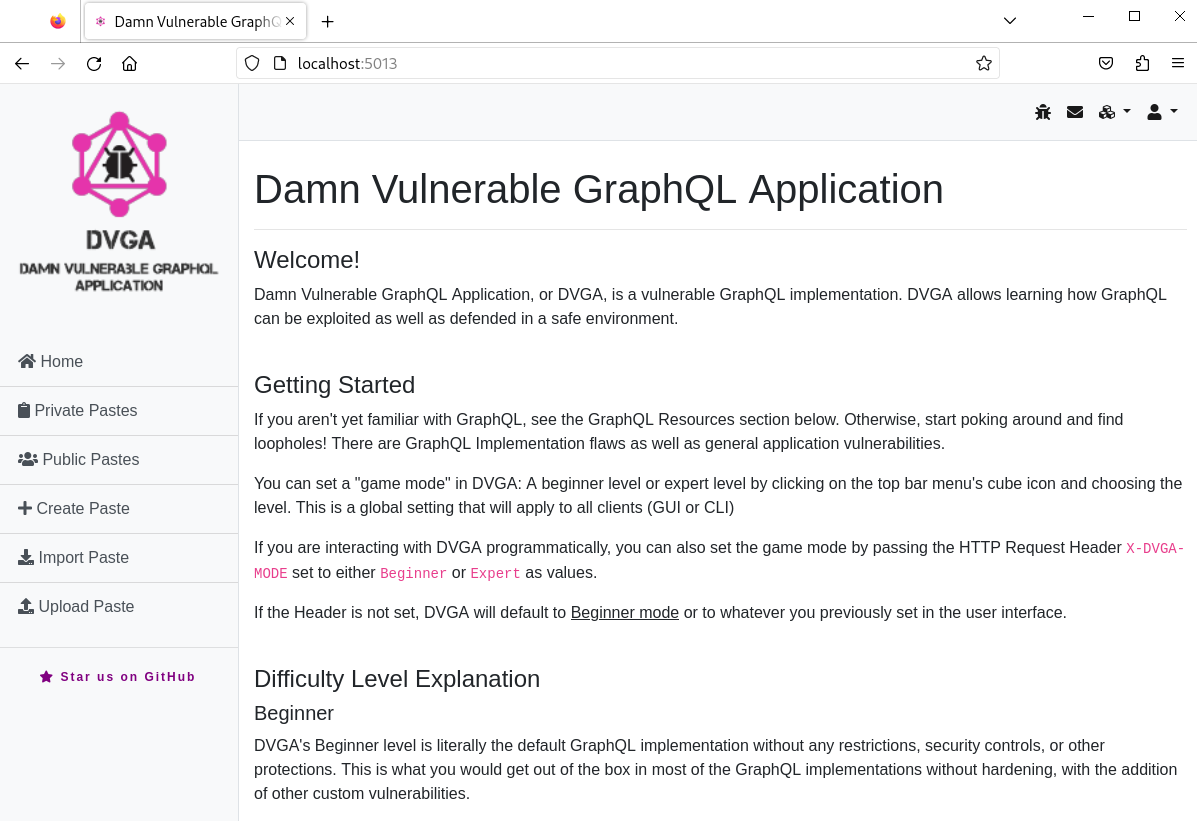 Damn Vulnerable GraphQ
localhost:5013
DVGA
DAMN VULNERABLE GRAPHQL
APPLICATION
Home
Private Pastes
Public Pastes
Create Paste
Import Paste
Upload Paste
Star us on GitHub
Damn Vulnerable GraphQL Application
Welcome!
Damn Vulnerable GraphQL Application, or DVGA, is a vulnerable GraphQL implementation. DVGA allows learning how GraphQL
can be exploited as well as defended in a safe environment.
Getting Started
If you aren't yet familiar with GraphQL, see the GraphQL Resources section below. Otherwise, start poking around and find
loopholes! There are GraphQL Implementation flaws as well as general application vulnerabilities.
You can set a "game mode" in DVGA: A beginner level or expert level by clicking on the top bar menu's cube icon and choosing the
level. This is a global setting that will apply to all clients (GUI or CLI)
If you are interacting with DVGA programmatically, you can also set the game mode by passing the HTTP Request Header X-DVGA-
MODE set to either Beginner or Expert as values.
If the Header is not set, DVGA will default to Beginner mode or to whatever you previously set in the user interface.
Difficulty Level Explanation
Beginner
DVGA's Beginner level is literally the default GraphQL implementation without any restrictions, security controls, or other
protections. This is what you would get out of the box in most of the GraphQL implementations without hardening, with the addition
of other custom vulnerabilities.